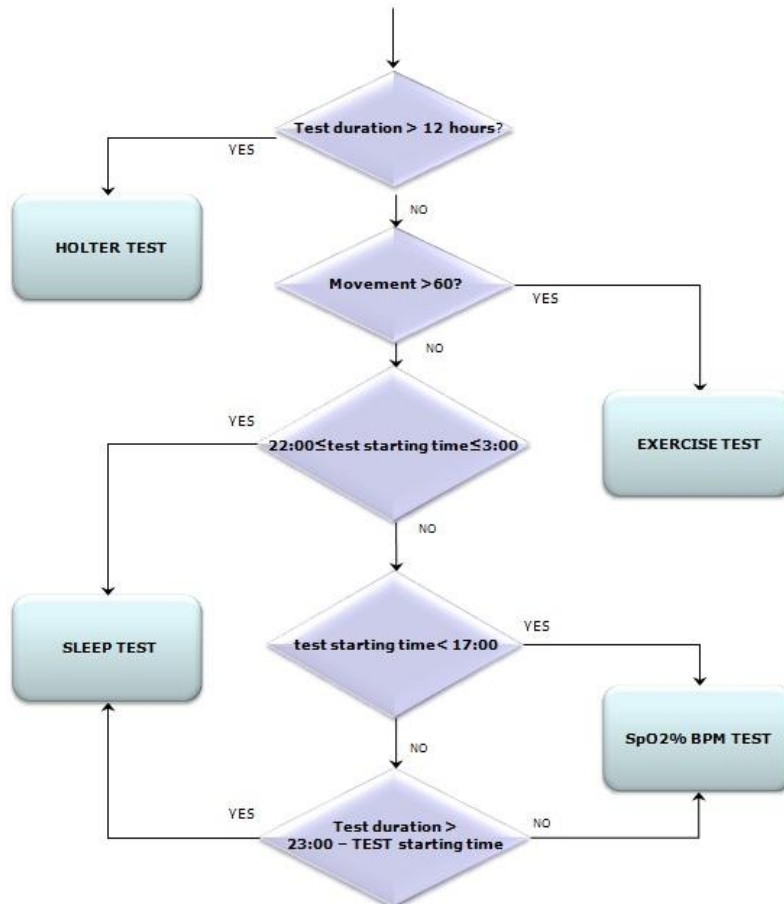 Test duration > 12 hours?
YES
HOLTER TEST
NO
Movement >60?
YES
NO
EXERCISE TEST
YES
22:00≤test starting time≤3:00
NO
SLEEP TEST
test starting time< 17:00
YES
SpO2% BPM TEST
NO
YES
Test duration >
23:00 – TEST starting time
NO